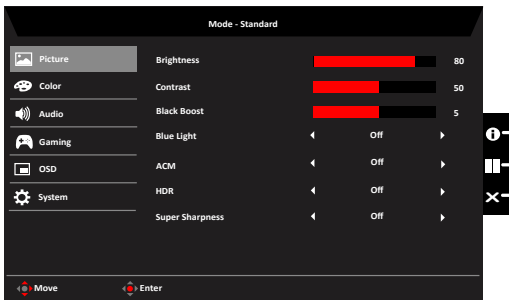 Mode - Standard
Picture
Brightness 80
Color
Contrast 50
Audio
Black Boost 5
Gaming
Blue Light Off
OSD
ACM Off
System
HDR Off
Super Sharpness Off
Move Enter